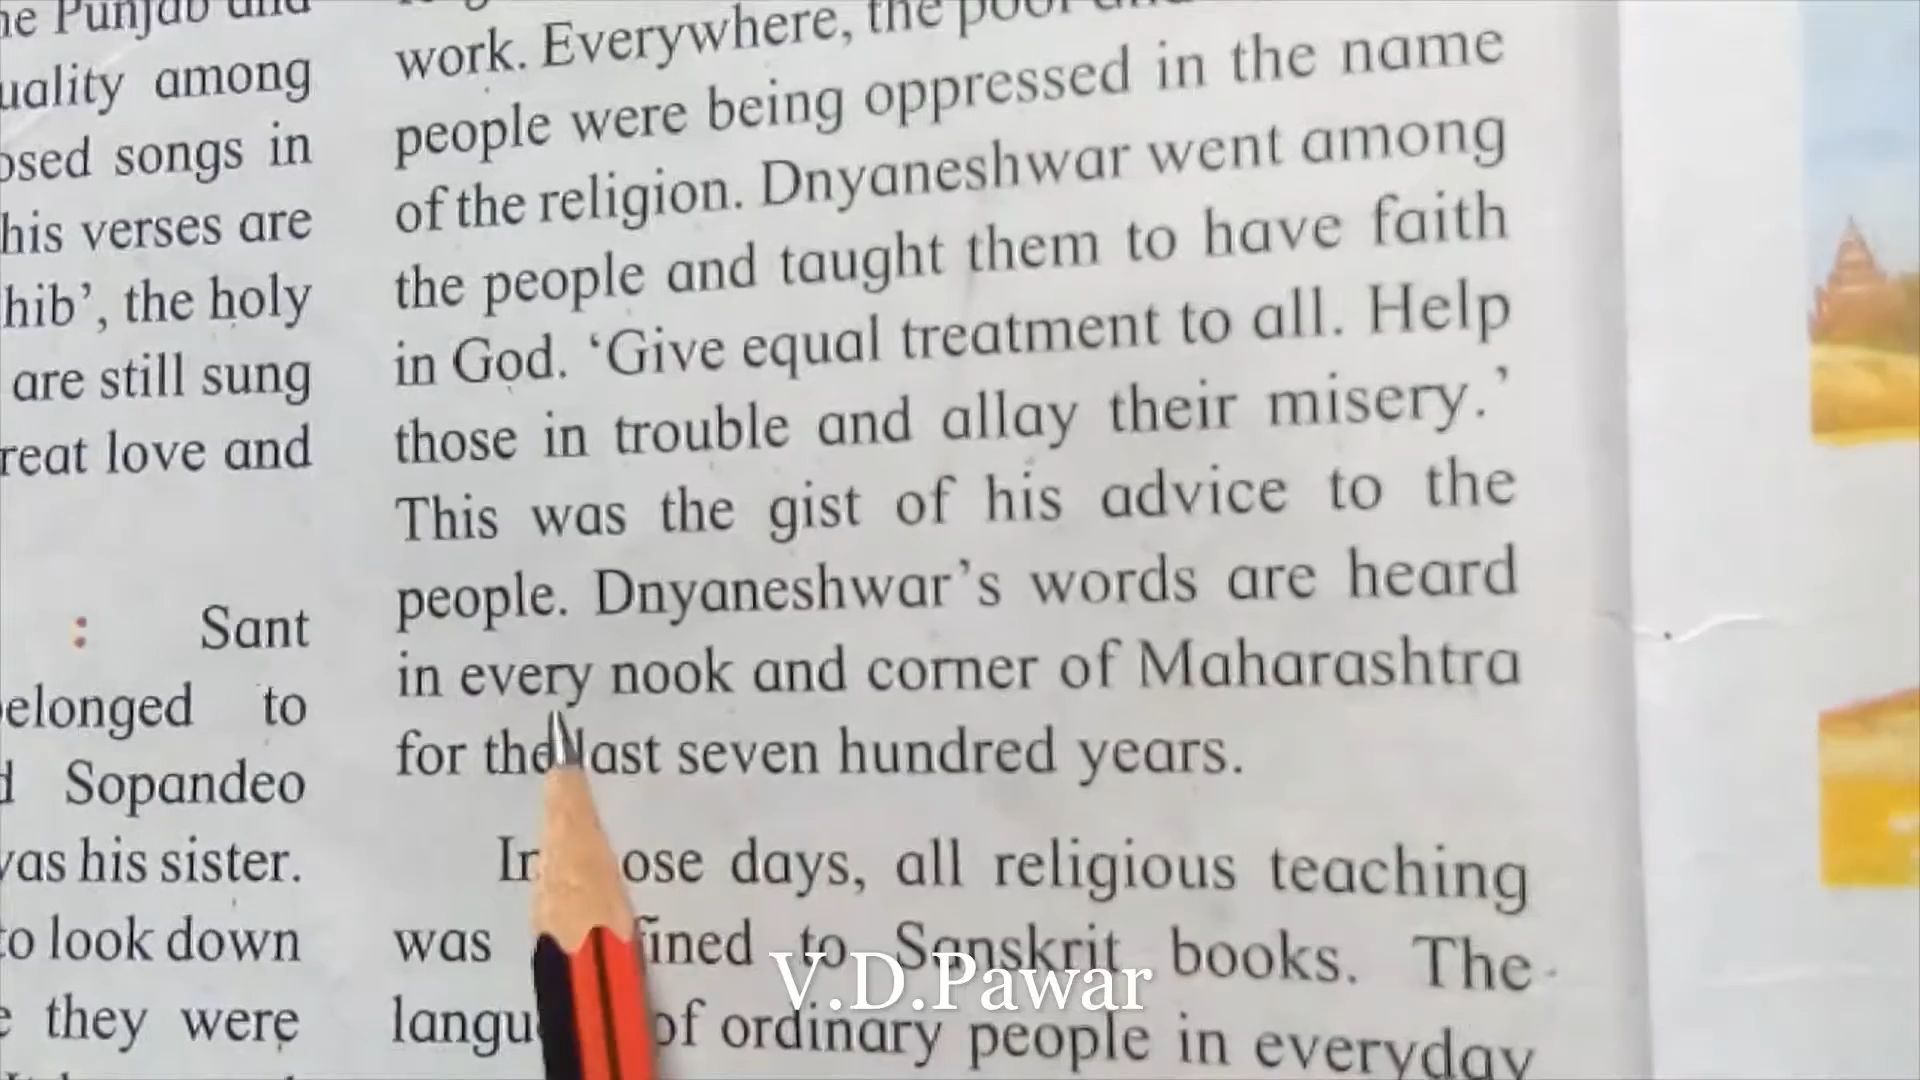 he Punjab and
uality among
osed songs in
his verses are
hib', the holy
are still sung
reat love and
: Sant
elonged to
d Sopandeo
vas his sister.
to look down
e they were
work. Everywhere, the poor
people were being oppressed in the name
of the religion. Dnyaneshwar went among
the people and taught them to have faith
in God. 'Give equal treatment to all. Help
those in trouble and allay their misery.'
This was the gist of his advice to the
people. Dnyaneshwar's words are heard
in every nook and corner of Maharashtra
for the last seven hundred years.
In ose days, all religious teaching
was fined to Sanskrit books. The
langu of ordinary people in everyday
V.D.Pawar